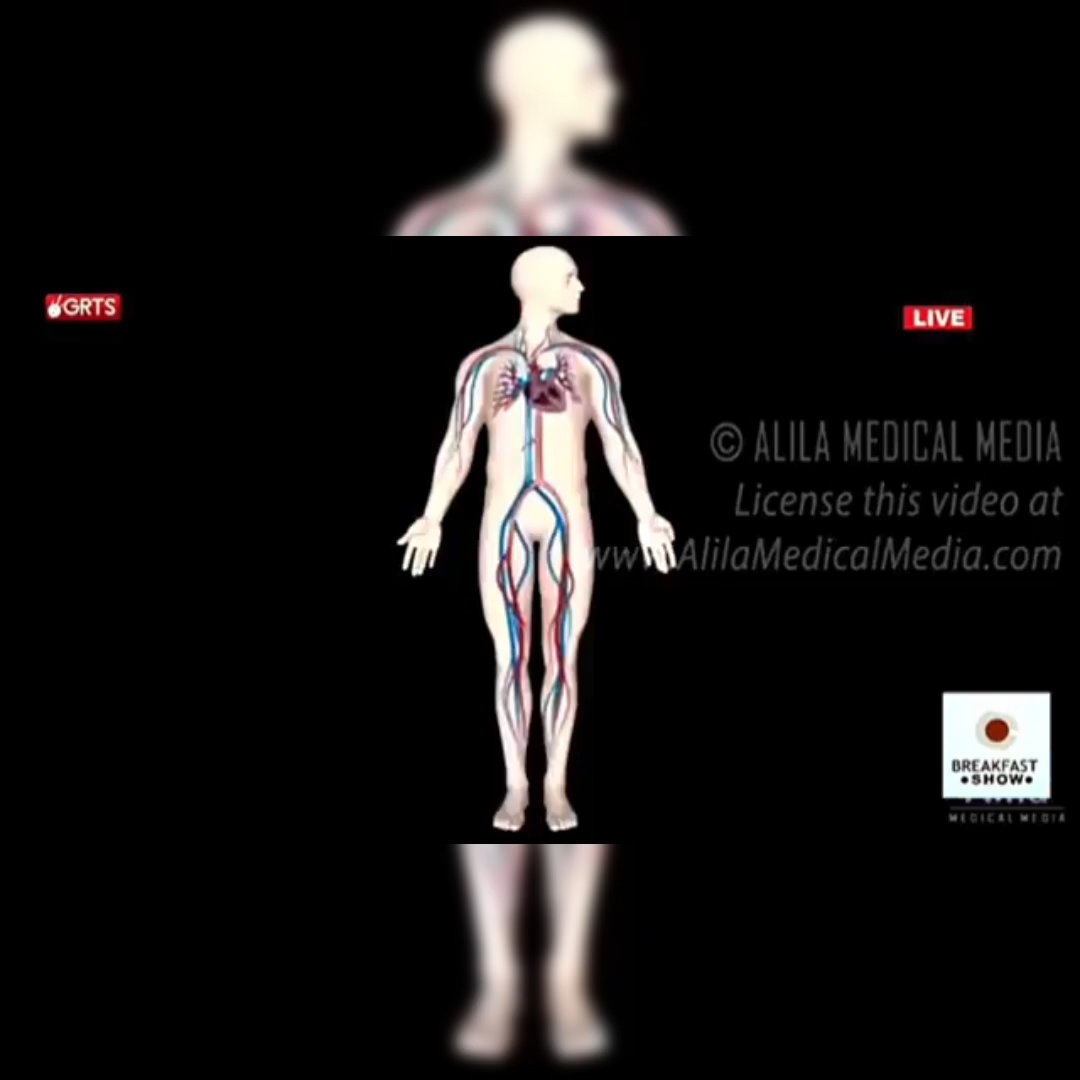 GRTS
LIVE
© ALILA MEDICAL MEDIA
License this video at
www.AlilaMedicalMedia.com
BREAKFAST
•SHOW•
MEDICAL MEDIA